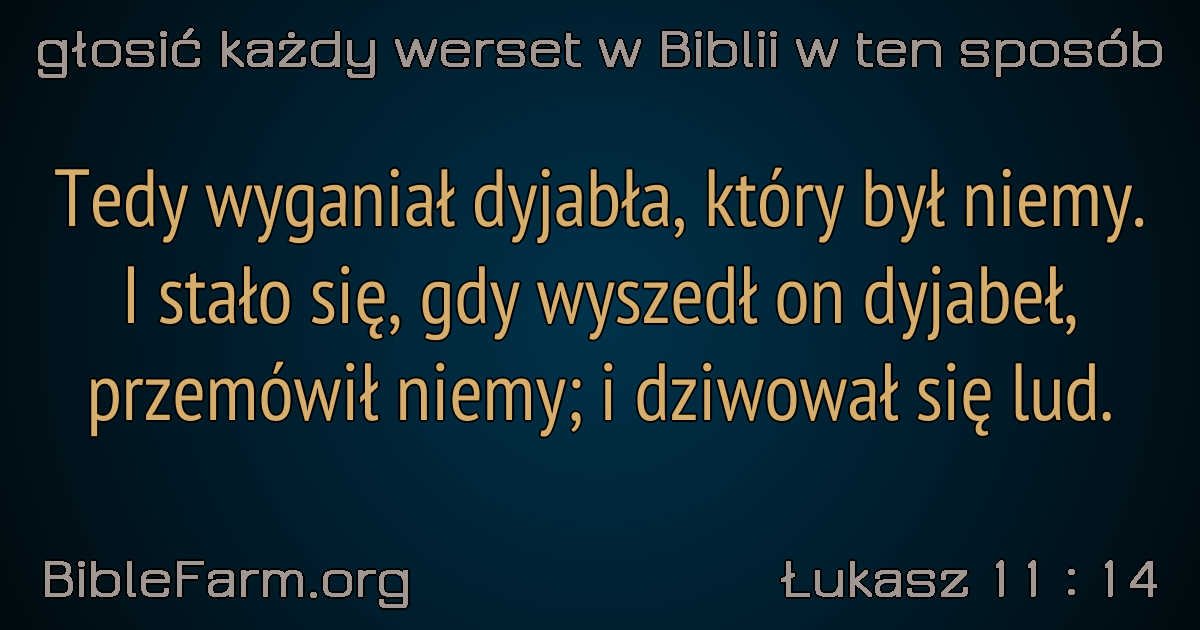 głosić każdy werset w Biblii w ten sposób
Tedy wyganiał dyjabła, który był niemy.
I stało się, gdy wyszedł on dyjabeł,
przemówił niemy; i dziwował się lud.
BibleFarm.org
Łukasz 11 : 14